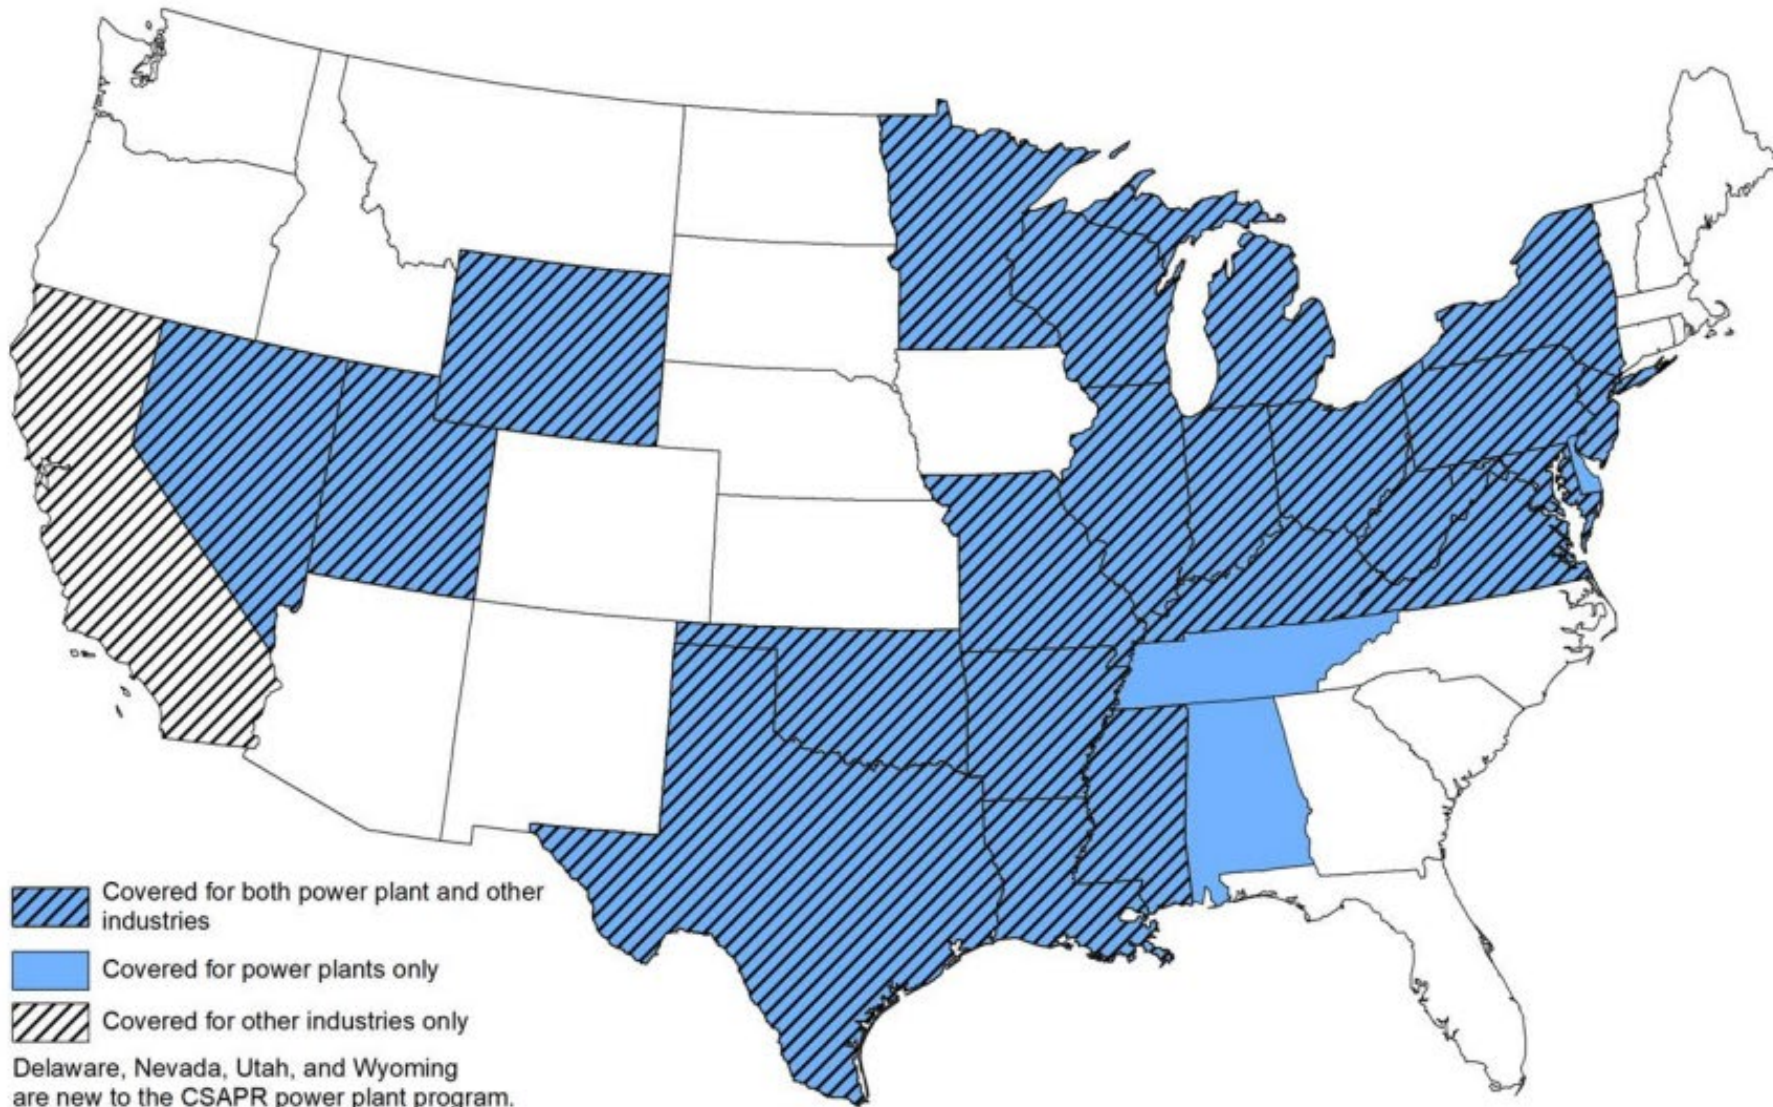 Covered for both power plant and other
industries
Covered for power plants only
Covered for other industries only
Delaware, Nevada, Utah, and Wyoming
are new to the CSAPR power plant program.